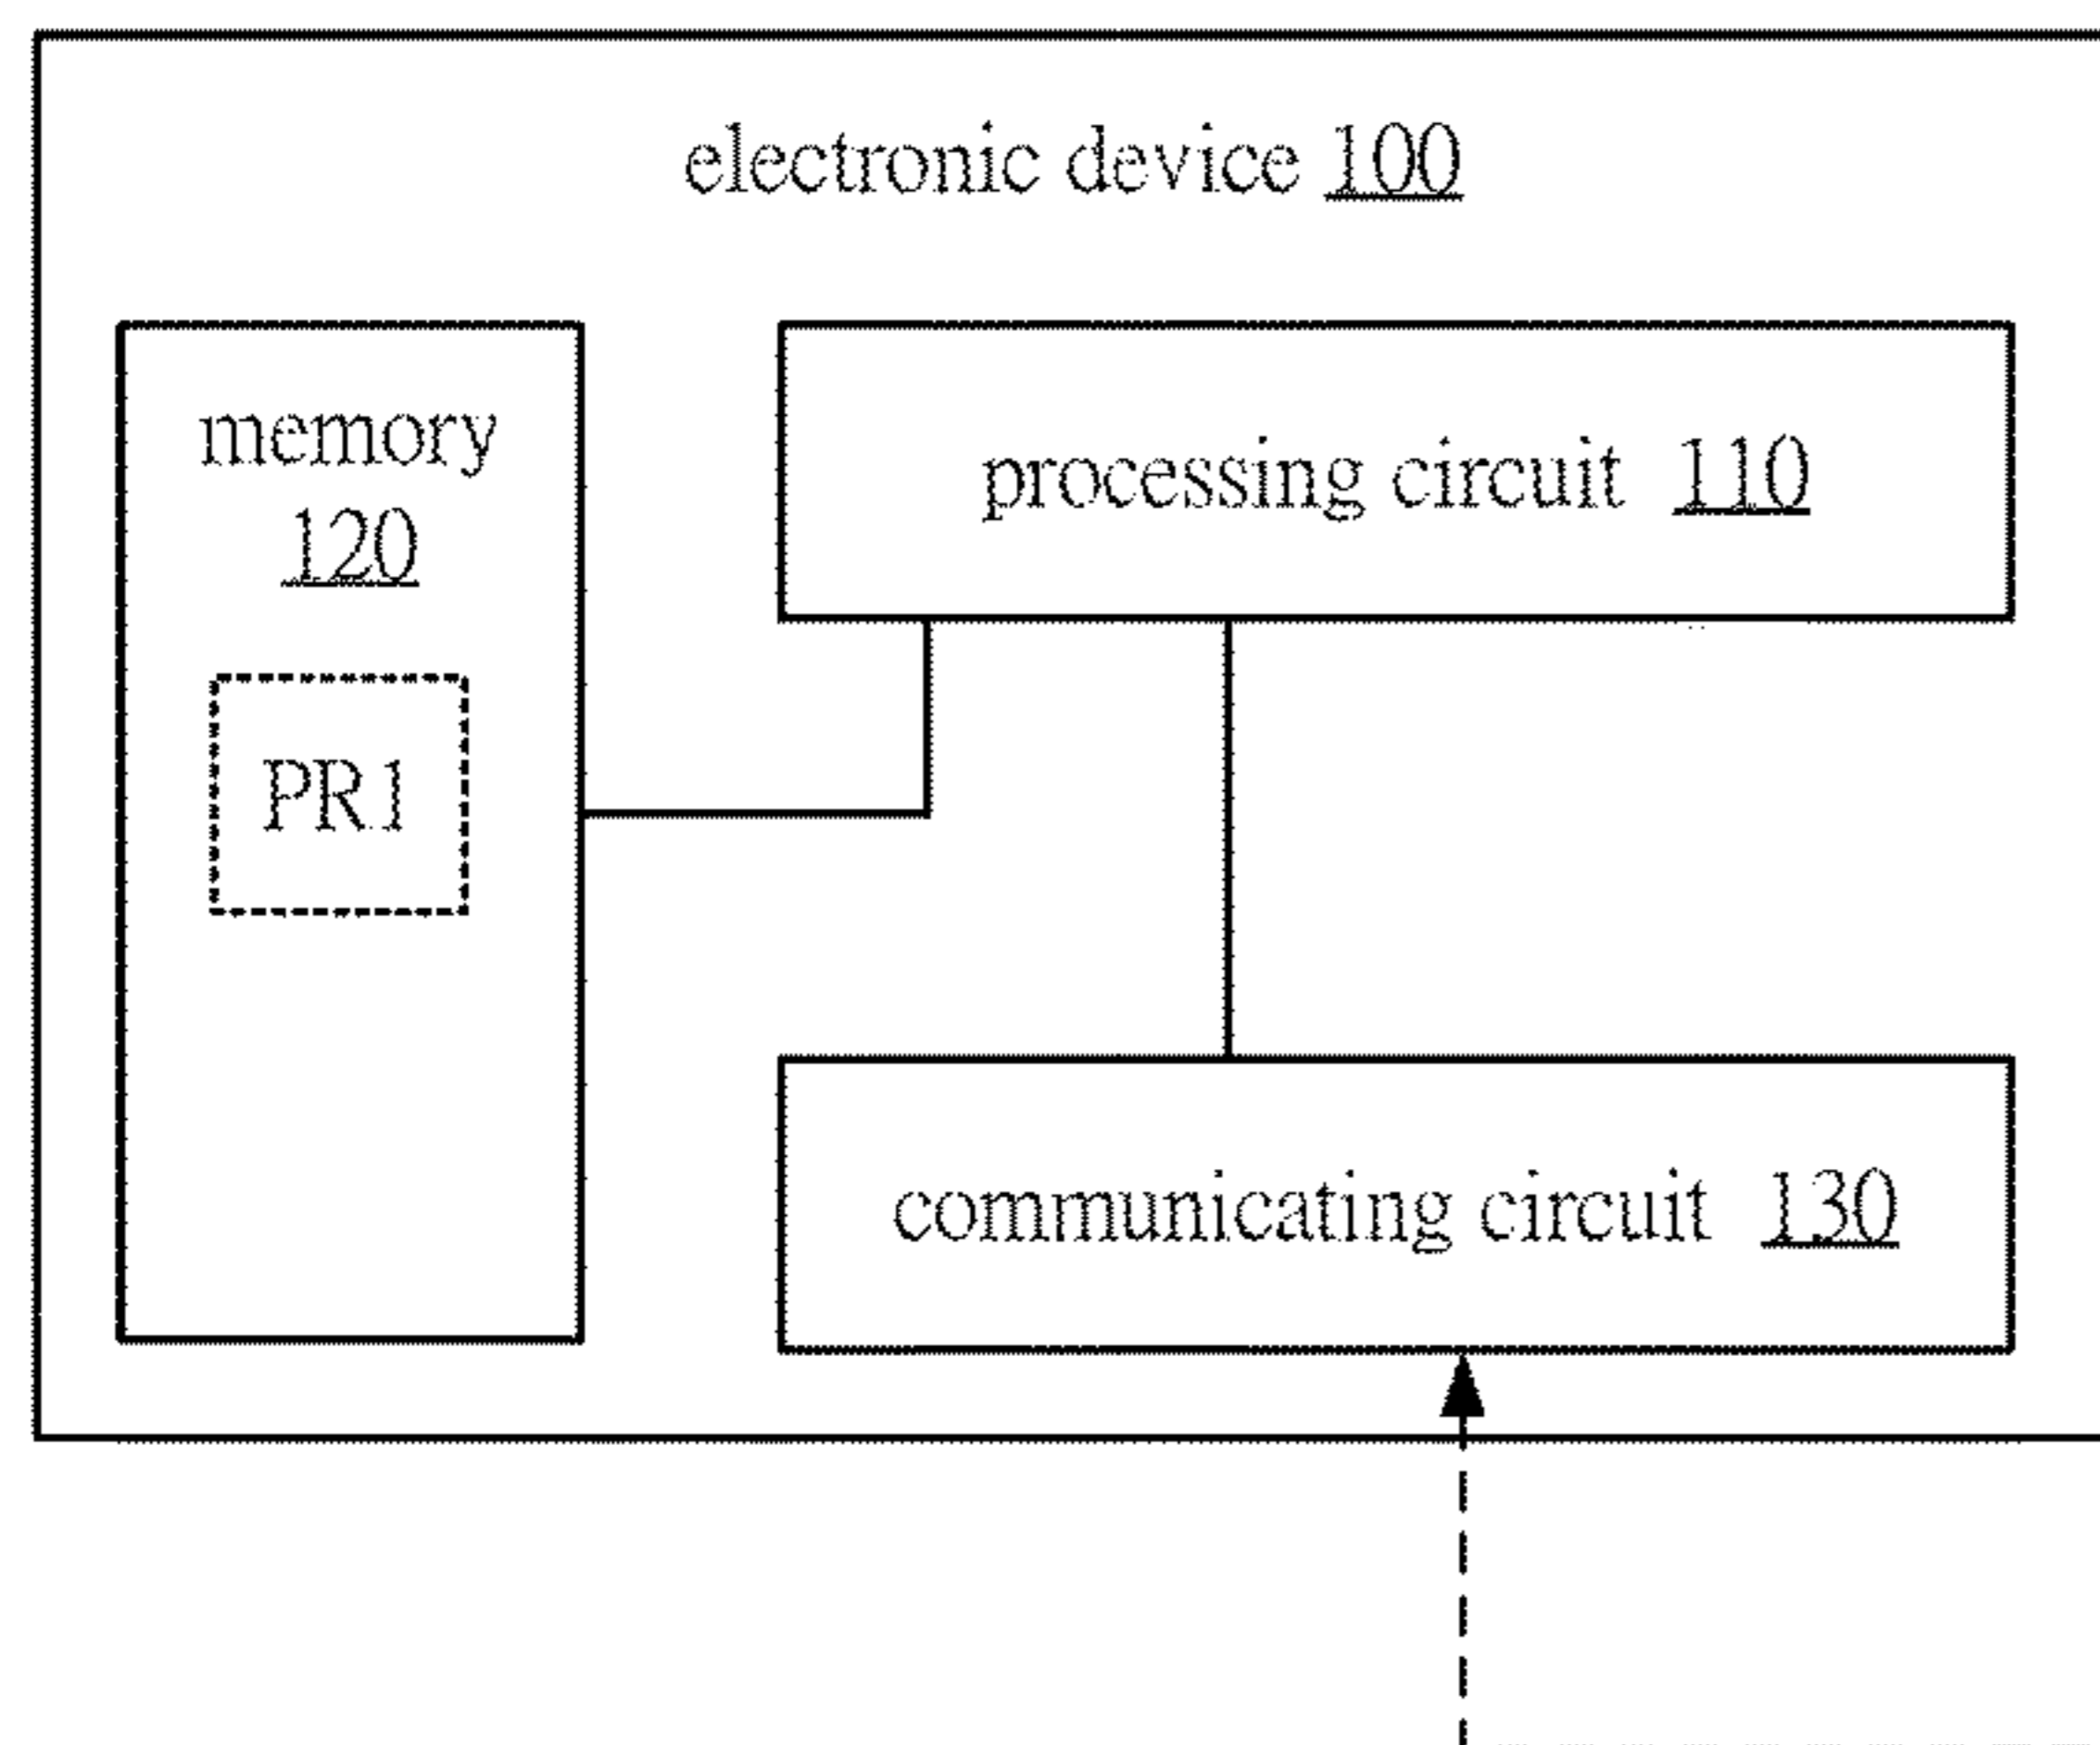 electronic device 100
memory
120
PR1
processing circuit 110
communicating circuit 130